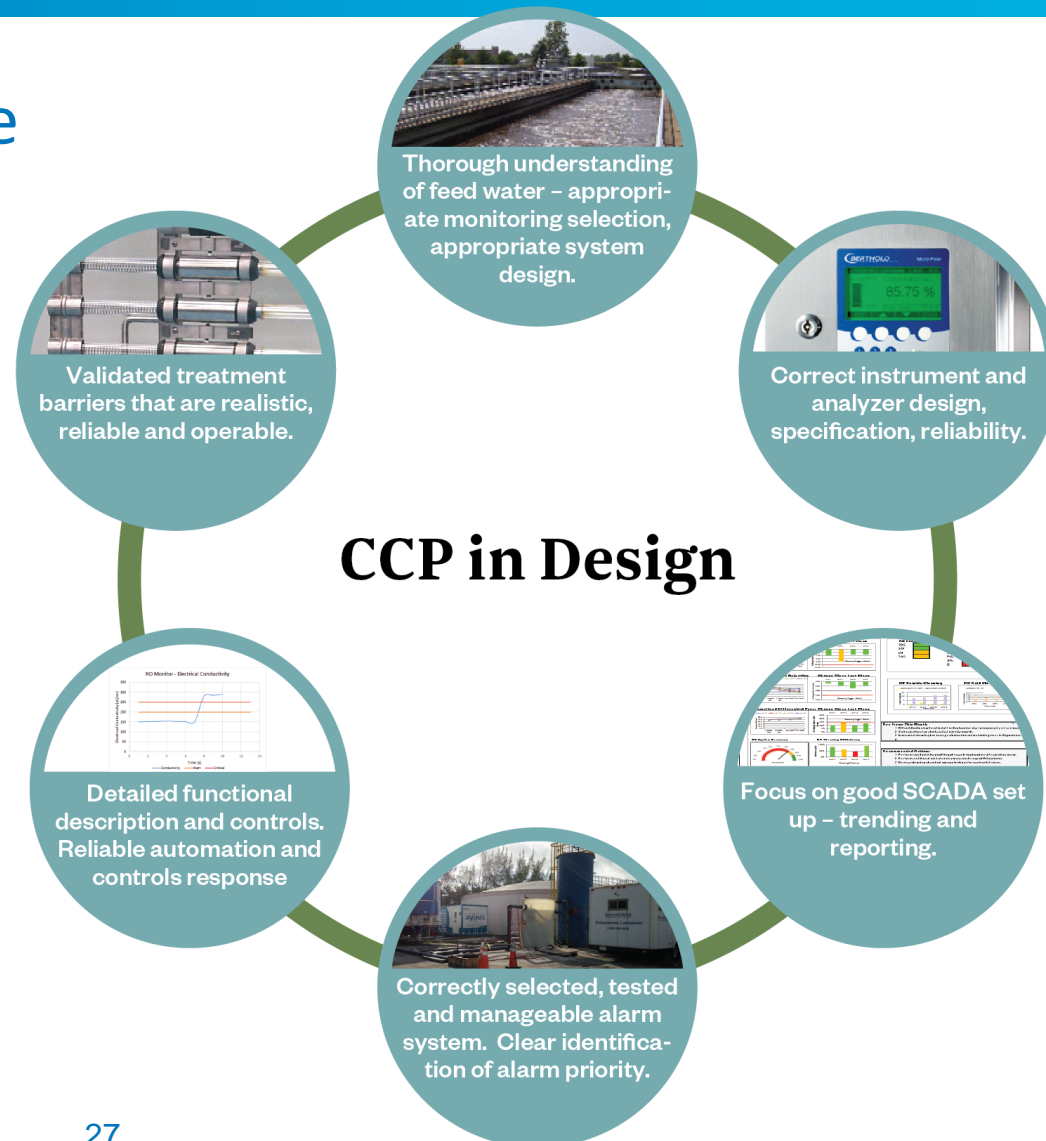 e
Thorough understanding
of feed water – appropri-
ate monitoring selection,
appropriate system
design.
BERTHOLD
85.75 %
Correct instrument and
analyzer design,
specification, reliability.
Focus on good SCADA set
up – trending and
reporting.
Correctly selected, tested
and manageable alarm
system. Clear identifica-
tion of alarm priority.
RO Monitor - Electrical Conductivity
Time (s)
Detailed functional
description and controls.
Reliable automation and
controls response
Validated treatment
barriers that are realistic,
reliable and operable.
CCP in Design
27